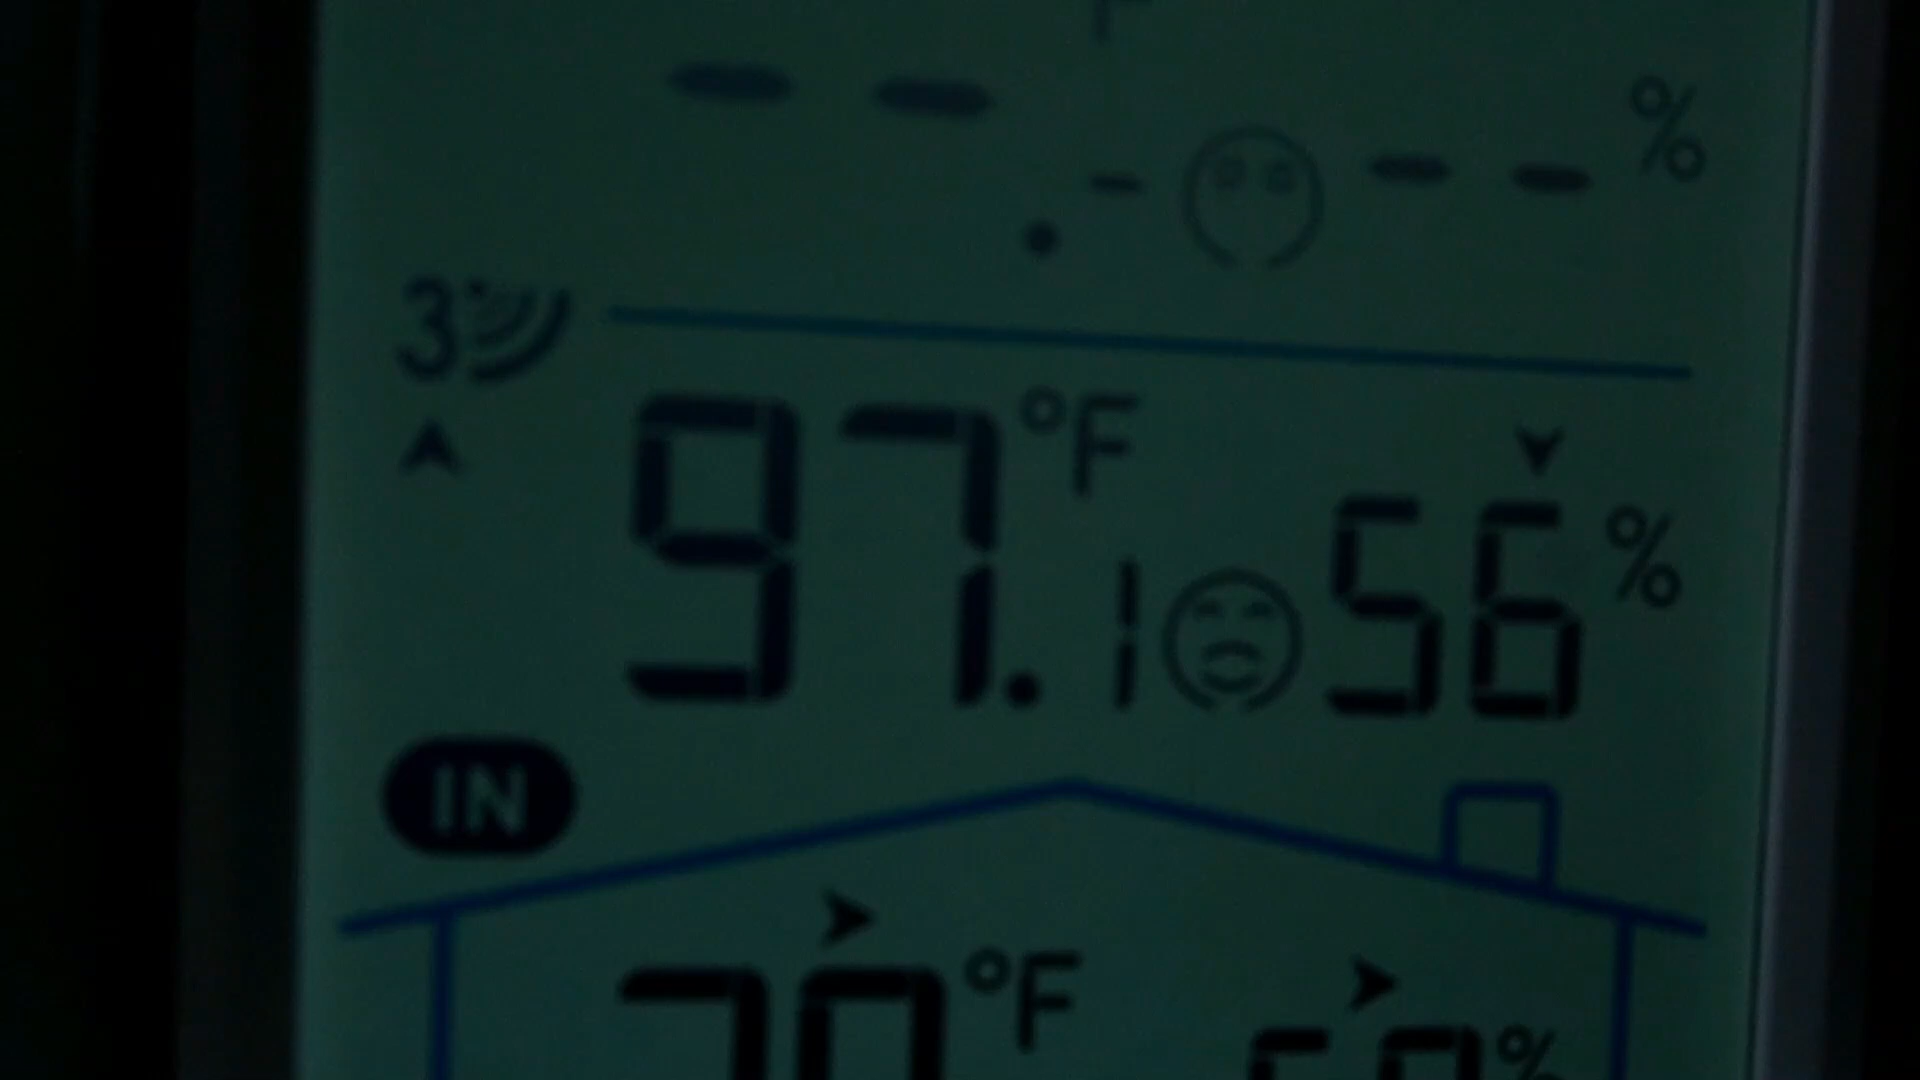 F
-- -- . - -- -- %
3
97.1 °F 56 %
IN
°F %